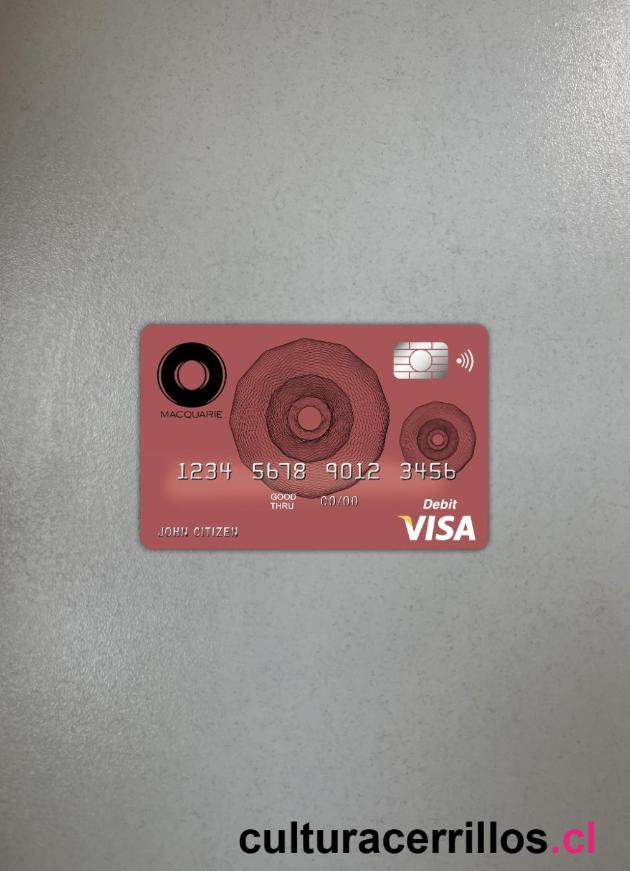 MACQUARIE
1234 5678 9012 3456
GOOD THRU 00/00
JOHN CITIZEN
Debit
VISA
culturacerrillos.cl